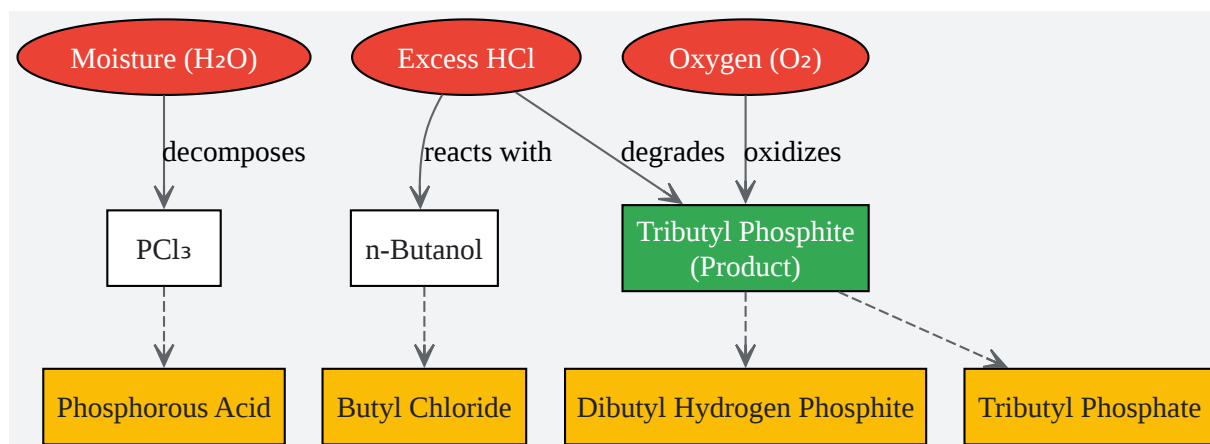 Moisture (H₂O)
Excess HCl
Oxygen (O₂)
decomposes
reacts with
degrades
oxidizes
PCl₃
n-Butanol
Tributyl Phosphite
(Product)
Phosphorous Acid
Butyl Chloride
Dibutyl Hydrogen Phosphite
Tributyl Phosphate